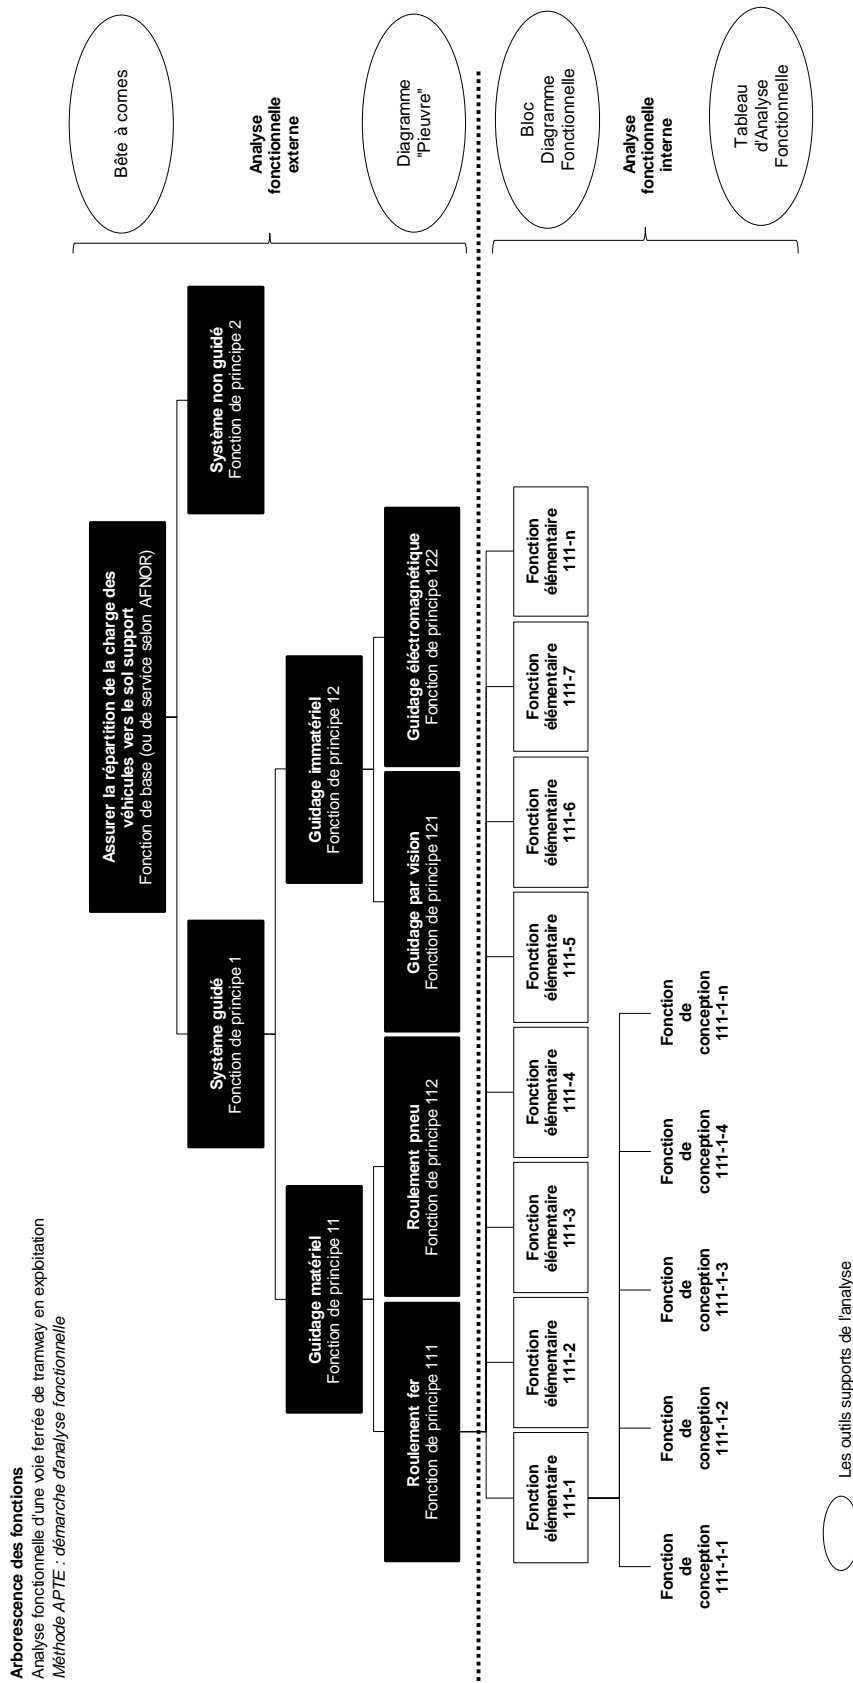 Arborescence des fonctions
Analyse fonctionnelle d'une voie ferrée de tramway en exploitation
Méthode APTE : démarche d'analyse fonctionnelle
Assurer la répartition de la charge des
véhicules vers le sol support
Fonction de base (ou de service selon AFNOR)
Bête à cornes
Système guidé
Fonction de principe 1
Système non guidé
Fonction de principe 2
Analyse
fonctionnelle
externe
Guidage matériel
Fonction de principe 11
Guidage immatériel
Fonction de principe 12
Roulement fer
Fonction de principe 111
Roulement pneu
Fonction de principe 112
Guidage par vision
Fonction de principe 121
Guidage éléctromagnétique
Fonction de principe 122
Diagramme
"Pieuvre"
Fonction
élémentaire
111-1
Fonction
élémentaire
111-2
Fonction
élémentaire
111-3
Fonction
élémentaire
111-4
Fonction
élémentaire
111-5
Fonction
élémentaire
111-6
Fonction
élémentaire
111-7
Fonction
élémentaire
111-n
Bloc
Diagramme
Fonctionnelle
Analyse
fonctionnelle
interne
Fonction
de
conception
111-1-1
Fonction
de
conception
111-1-2
Fonction
de
conception
111-1-3
Fonction
de
conception
111-1-4
Fonction
de
conception
111-1-n
Tableau
d'Analyse
Fonctionnelle
Les outils supports de l'analyse